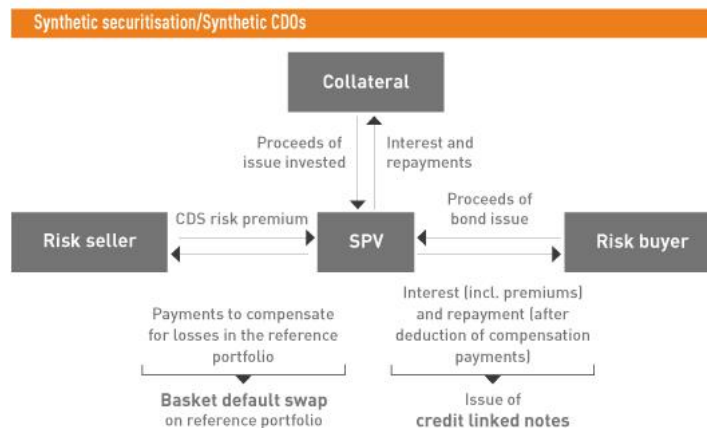 Synthetic securitisation/Synthetic CDOs
Collateral
Proceeds of
issue invested
Interest and
repayments
Risk seller
CDS risk premium
SPV
Proceeds of
bond issue
Risk buyer
Payments to compensate
for losses in the reference
portfolio
Basket default swap
on reference portfolio
Interest (incl. premiums)
and repayment (after
deduction of compensation
payments)
Issue of
credit linked notes